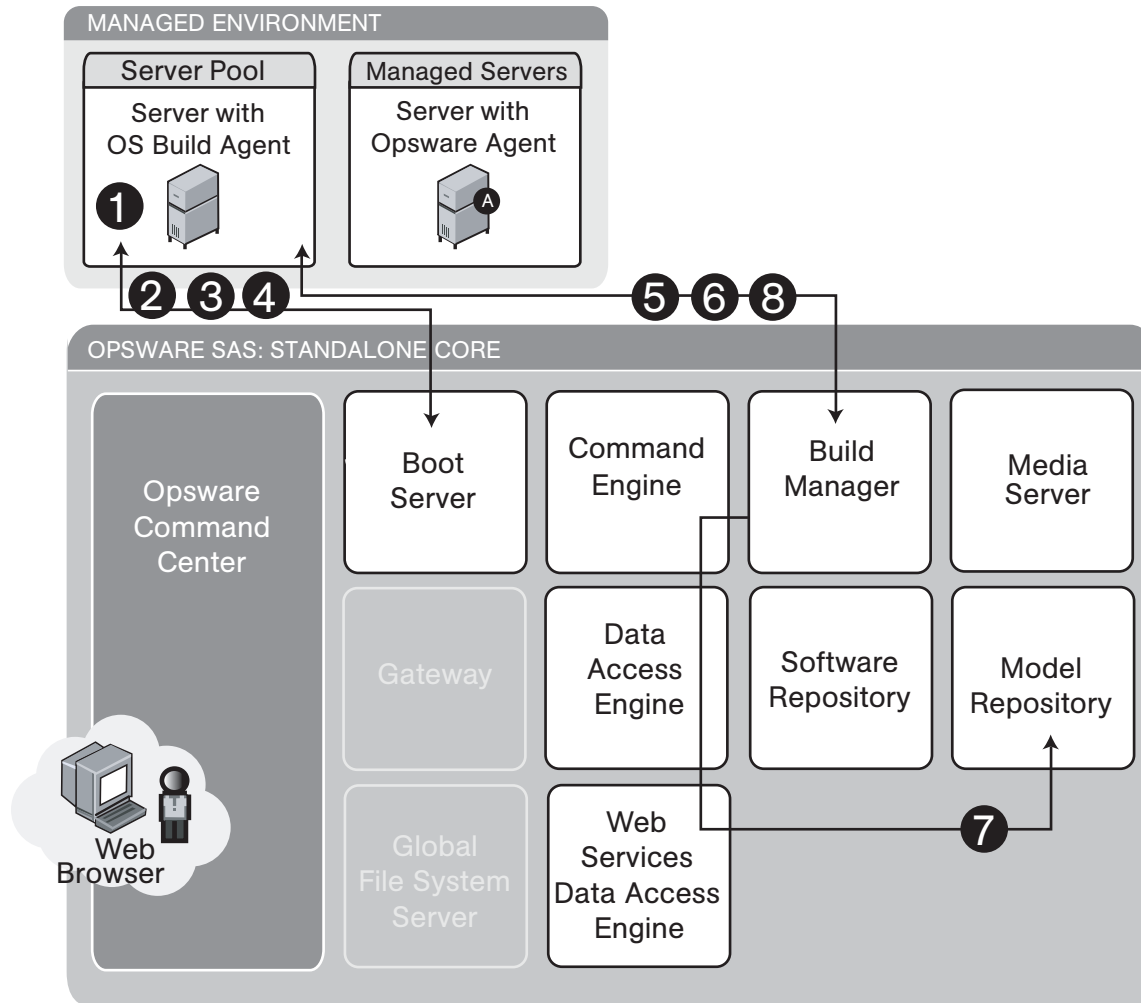 MANAGED ENVIRONMENT
Server Pool
Server with
OS Build Agent
1
Managed Servers
Server with
Opsware Agent
A
2 3 4
5 6 8
OPSWARE SAS: STANDALONE CORE
Opsware
Command
Center
Boot
Server
Command
Engine
Build
Manager
Media
Server
Gateway
Data
Access
Engine
Software
Repository
Model
Repository
Web
Browser
Global
File System
Server
Web
Services
Data Access
Engine
7